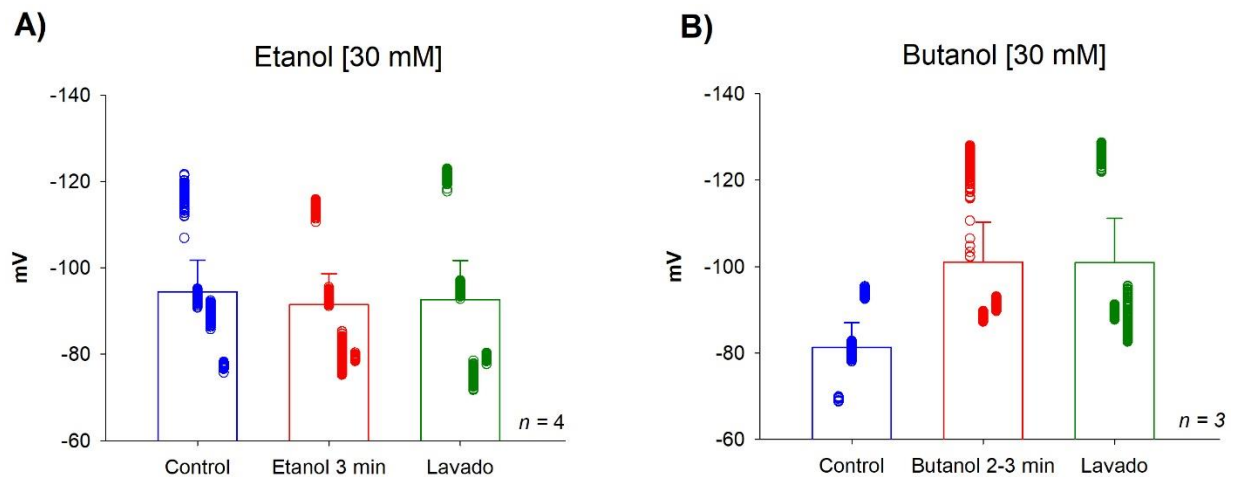 A)
Etanol [30 mM]
-140
-120
-100
-80
-60
mV
Control
Etanol 3 min
Lavado
n = 4
B)
Butanol [30 mM]
-140
-120
-100
-80
-60
mV
Control
Butanol 2-3 min
Lavado
n = 3